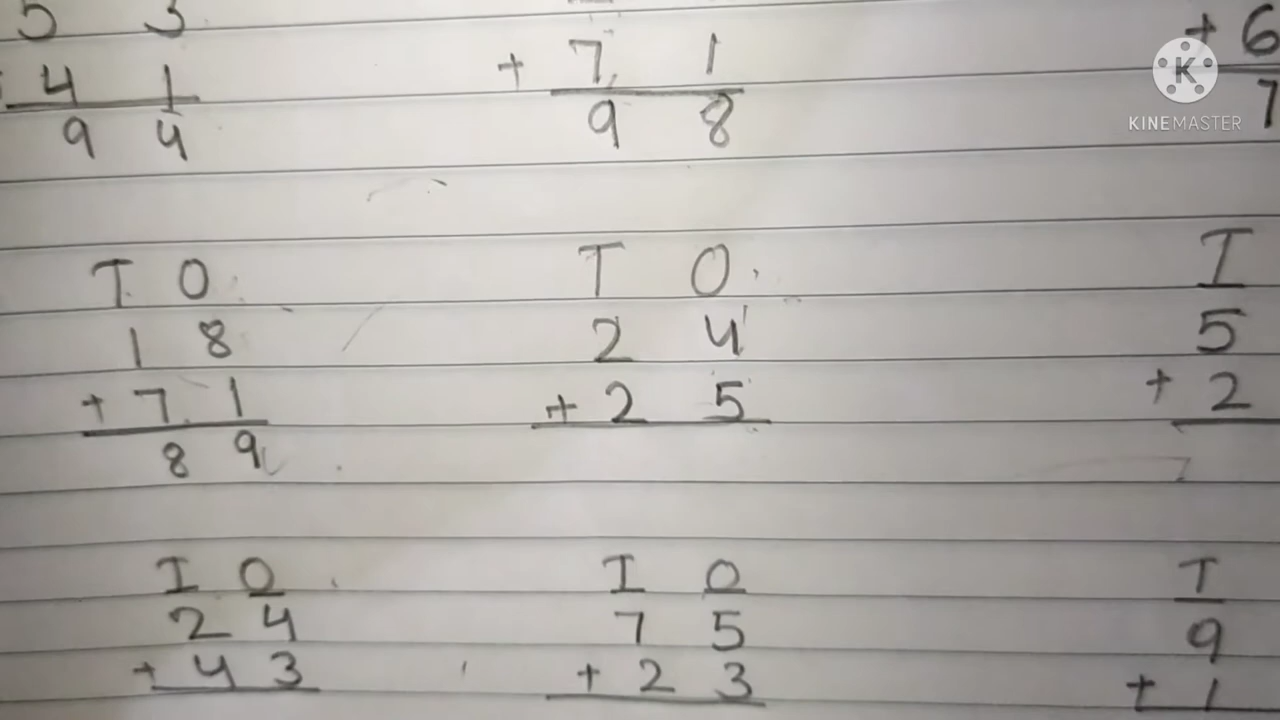 5 3
+ 4 1
9 4
+ 7 1
9 8
+ 6
7
K
KINEMASTER
T O
1 8
+ 7 1
8 9
T O
2 4
+ 2 5
T
5
+ 2
T O
2 4
+ 4 3
T O
7 5
+ 2 3
T
9
+ 1